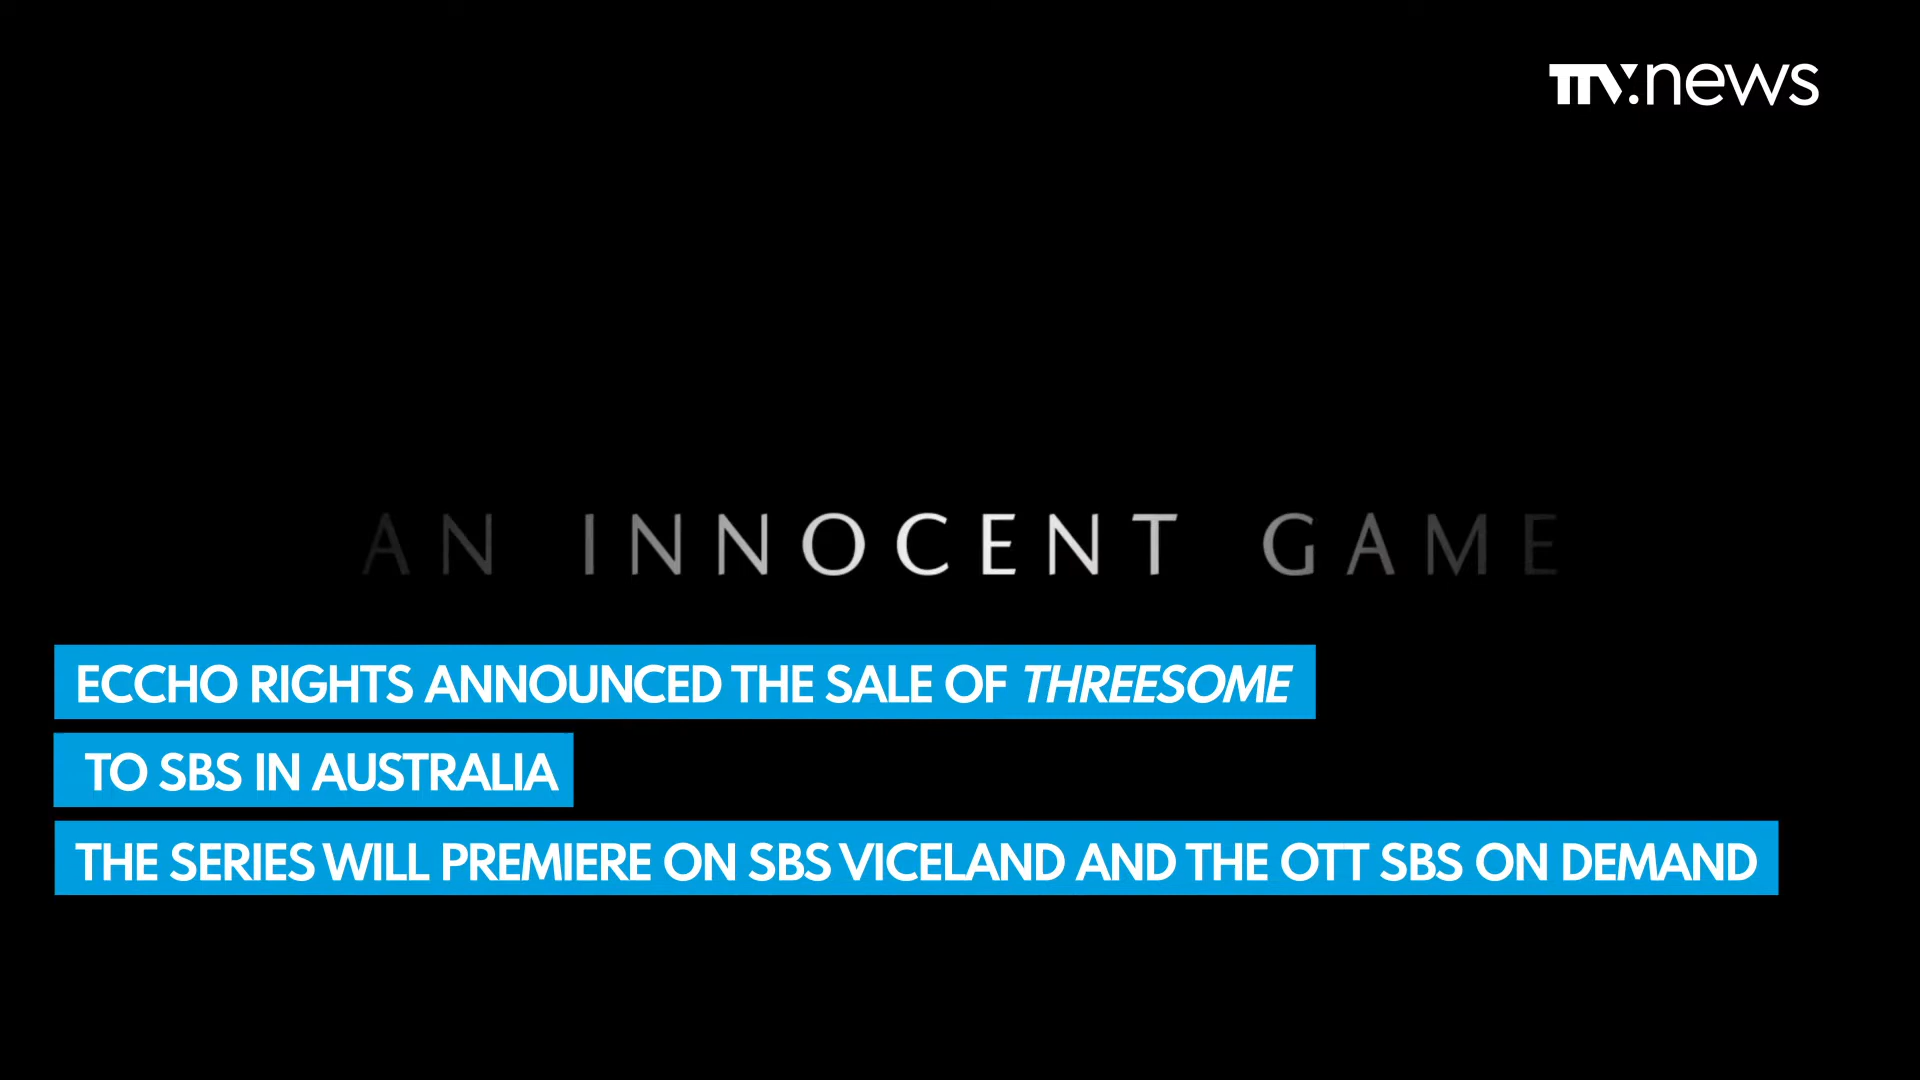 TTV.news
AN INNOCENT GAME
ECCHO RIGHTS ANNOUNCED THE SALE OF THREESOME
TO SBS IN AUSTRALIA
THE SERIES WILL PREMIERE ON SBS VICELAND AND THE OTT SBS ON DEMAND